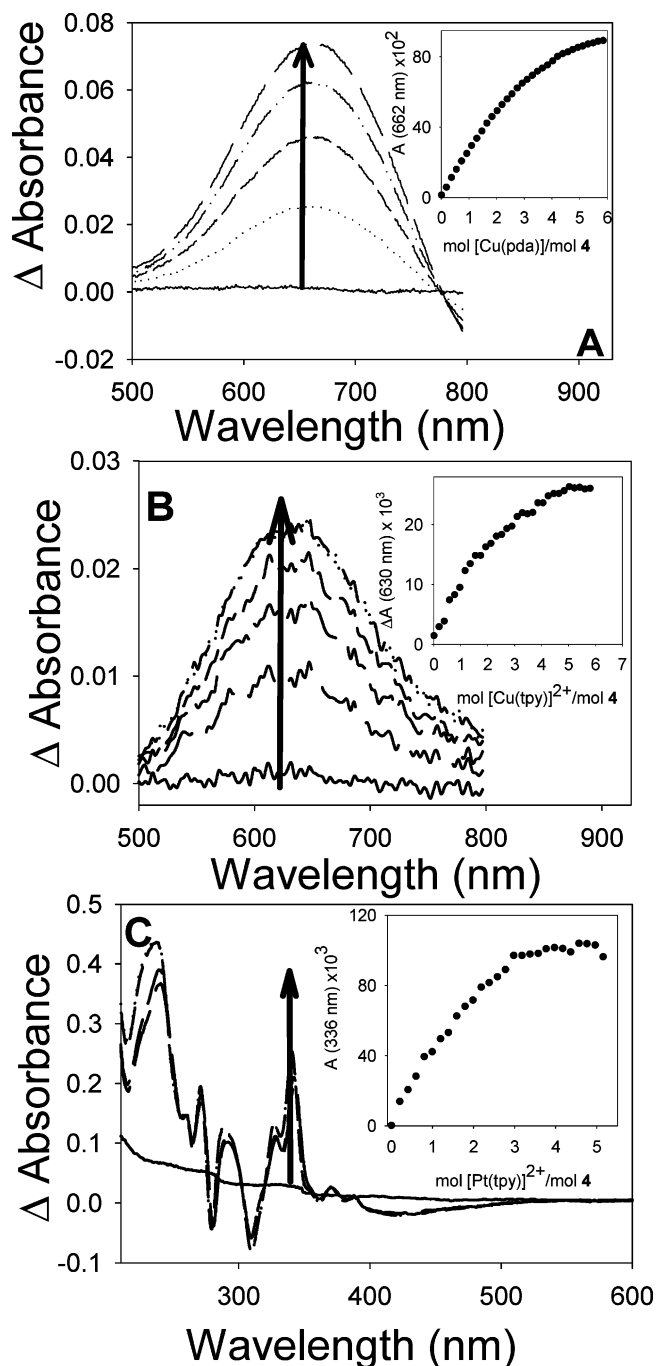 0.08
0.06
0.04
0.02
0.00
-0.02
Δ Absorbance
80
40
0
A (662 nm) x10²
0 1 2 3 4 5 6
mol [Cu(pda)]/mol 4
A
500 600 700 800 900
Wavelength (nm)
0.03
0.02
0.01
0.00
Δ Absorbance
B
20
10
0
ΔA (630 nm) x 10³
0 1 2 3 4 5 6 7
mol [Cu(tpy)]²⁺/mol 4
500 600 700 800 900
Wavelength (nm)
0.5
0.4
0.3
0.2
0.1
0.0
-0.1
Δ Absorbance
C
120
80
40
0
A (336 nm) x10³
0 1 2 3 4 5
mol [Pt(tpy)]²⁺/mol 4
300 400 500 600
Wavelength (nm)